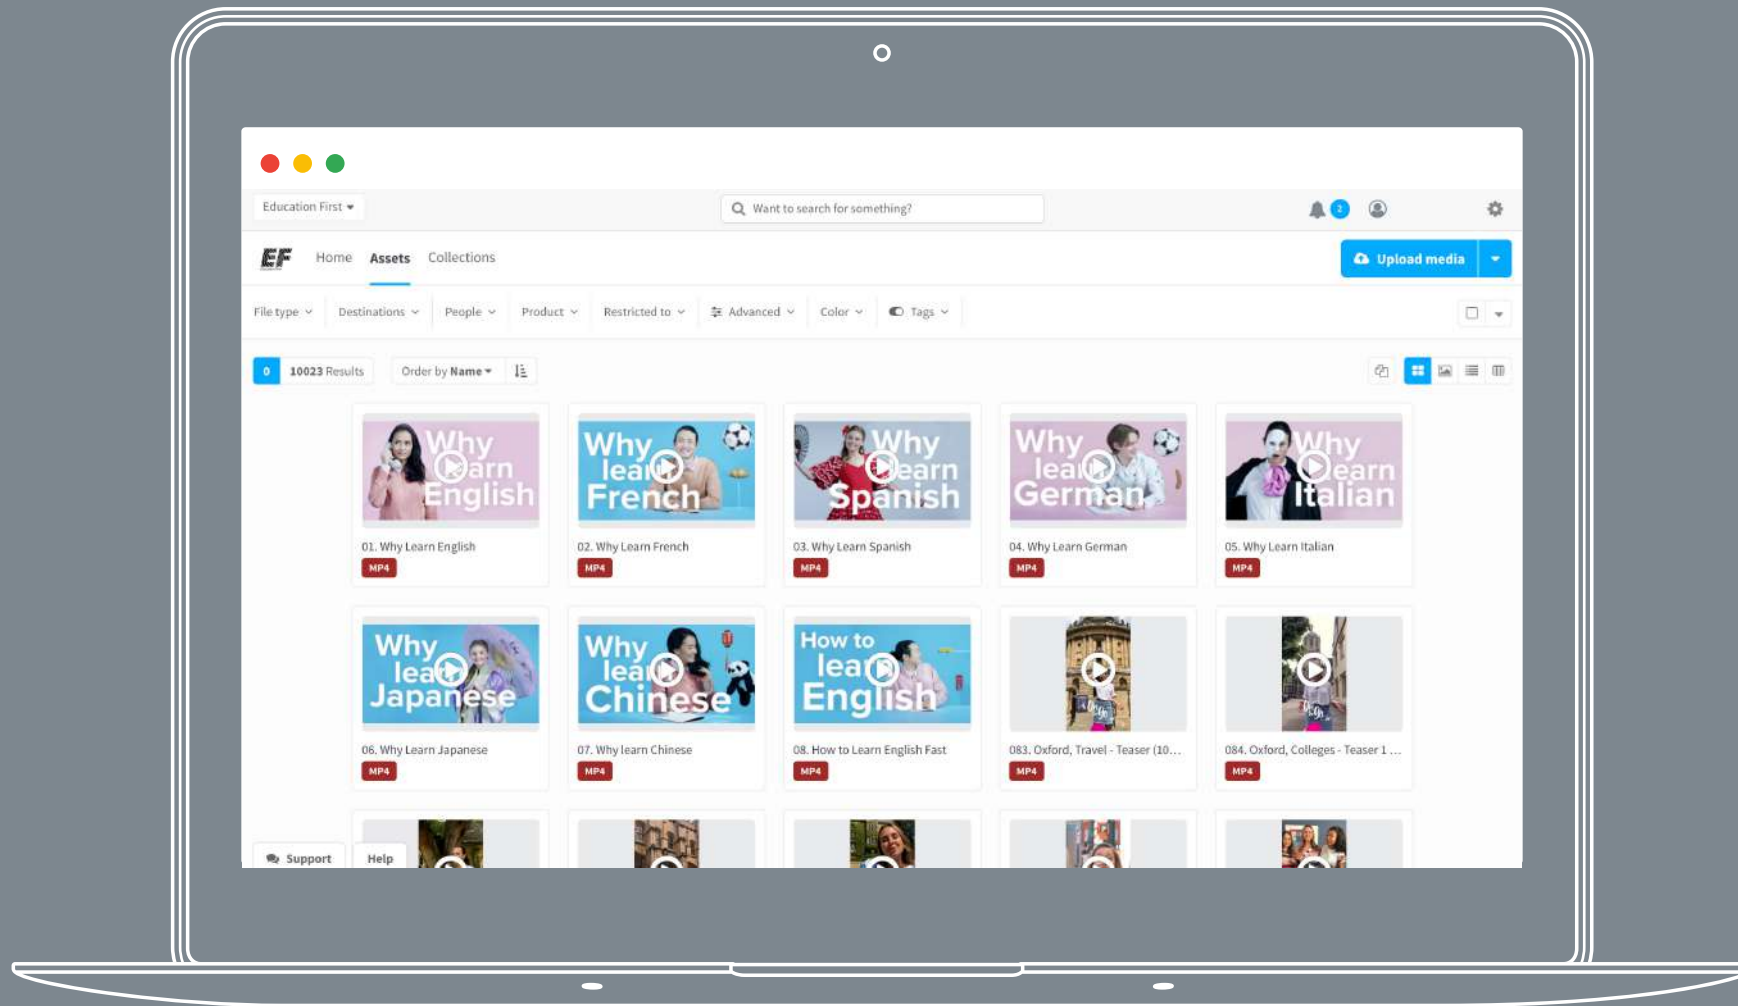 Education First
Want to search for something?
2
EF
Home
Assets
Collections
Upload media
File type
Destinations
People
Product
Restricted to
Advanced
Color
Tags
0
10023 Results
Order by Name
Why
learn
English
01. Why Learn English
MP4
Why
learn
French
02. Why Learn French
MP4
Why
learn
Spanish
03. Why Learn Spanish
MP4
Why
learn
German
04. Why Learn German
MP4
Why
learn
Italian
05. Why Learn Italian
MP4
Why
learn
Japanese
06. Why Learn Japanese
MP4
Why
learn
Chinese
07. Why learn Chinese
MP4
How to
learn
English
08. How to Learn English Fast
MP4
083. Oxford, Travel - Teaser (10...
MP4
084. Oxford, Colleges - Teaser 1 ...
MP4
Support
Help